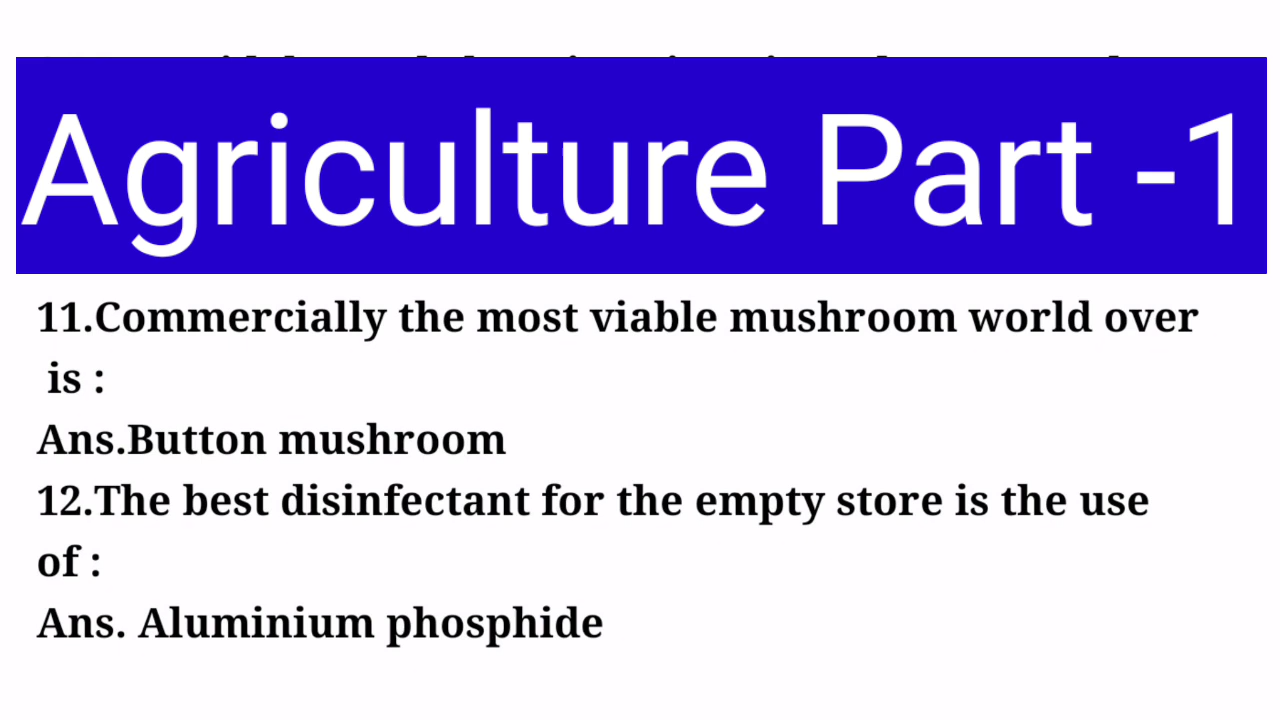 Agriculture Part -1
11.Commercially the most viable mushroom world over
is :
Ans.Button mushroom
12.The best disinfectant for the empty store is the use
of :
Ans. Aluminium phosphide